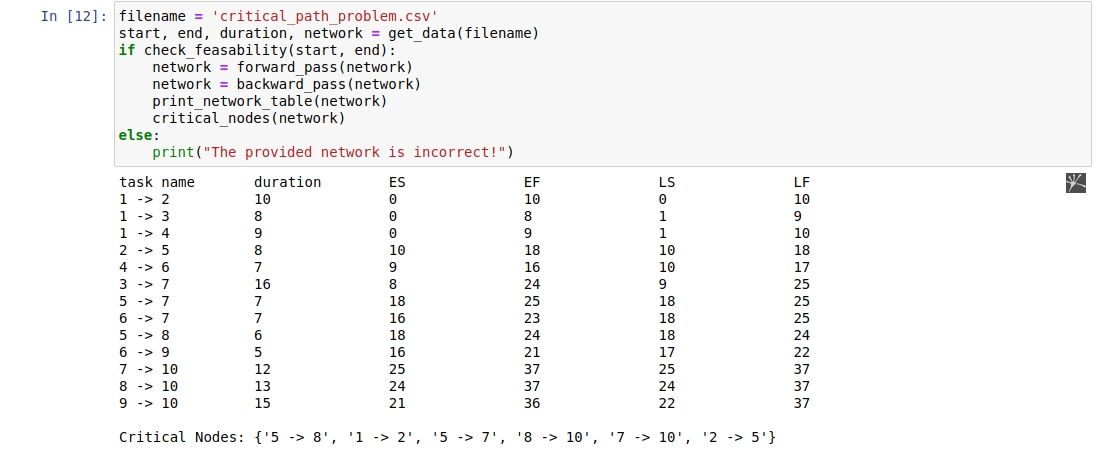 In [12]: filename = 'critical_path_problem.csv'
start, end, duration, network = get_data(filename)
if check_feasability(start, end):
    network = forward_pass(network)
    network = backward_pass(network)
    print_network_table(network)
    critical_nodes(network)
else:
    print("The provided network is incorrect!")
task name duration ES EF LS LF
1 -> 2 10 0 10 0 10
1 -> 3 8 0 8 1 9
1 -> 4 9 0 9 1 10
2 -> 5 8 10 18 10 18
4 -> 6 7 9 16 10 17
3 -> 7 16 8 24 9 25
5 -> 7 7 18 25 18 25
6 -> 7 7 16 23 18 25
5 -> 8 6 18 24 18 24
6 -> 9 5 16 21 17 22
7 -> 10 12 25 37 25 37
8 -> 10 13 24 37 24 37
9 -> 10 15 21 36 22 37
Critical Nodes: {'5 -> 8', '1 -> 2', '5 -> 7', '8 -> 10', '7 -> 10', '2 -> 5'}